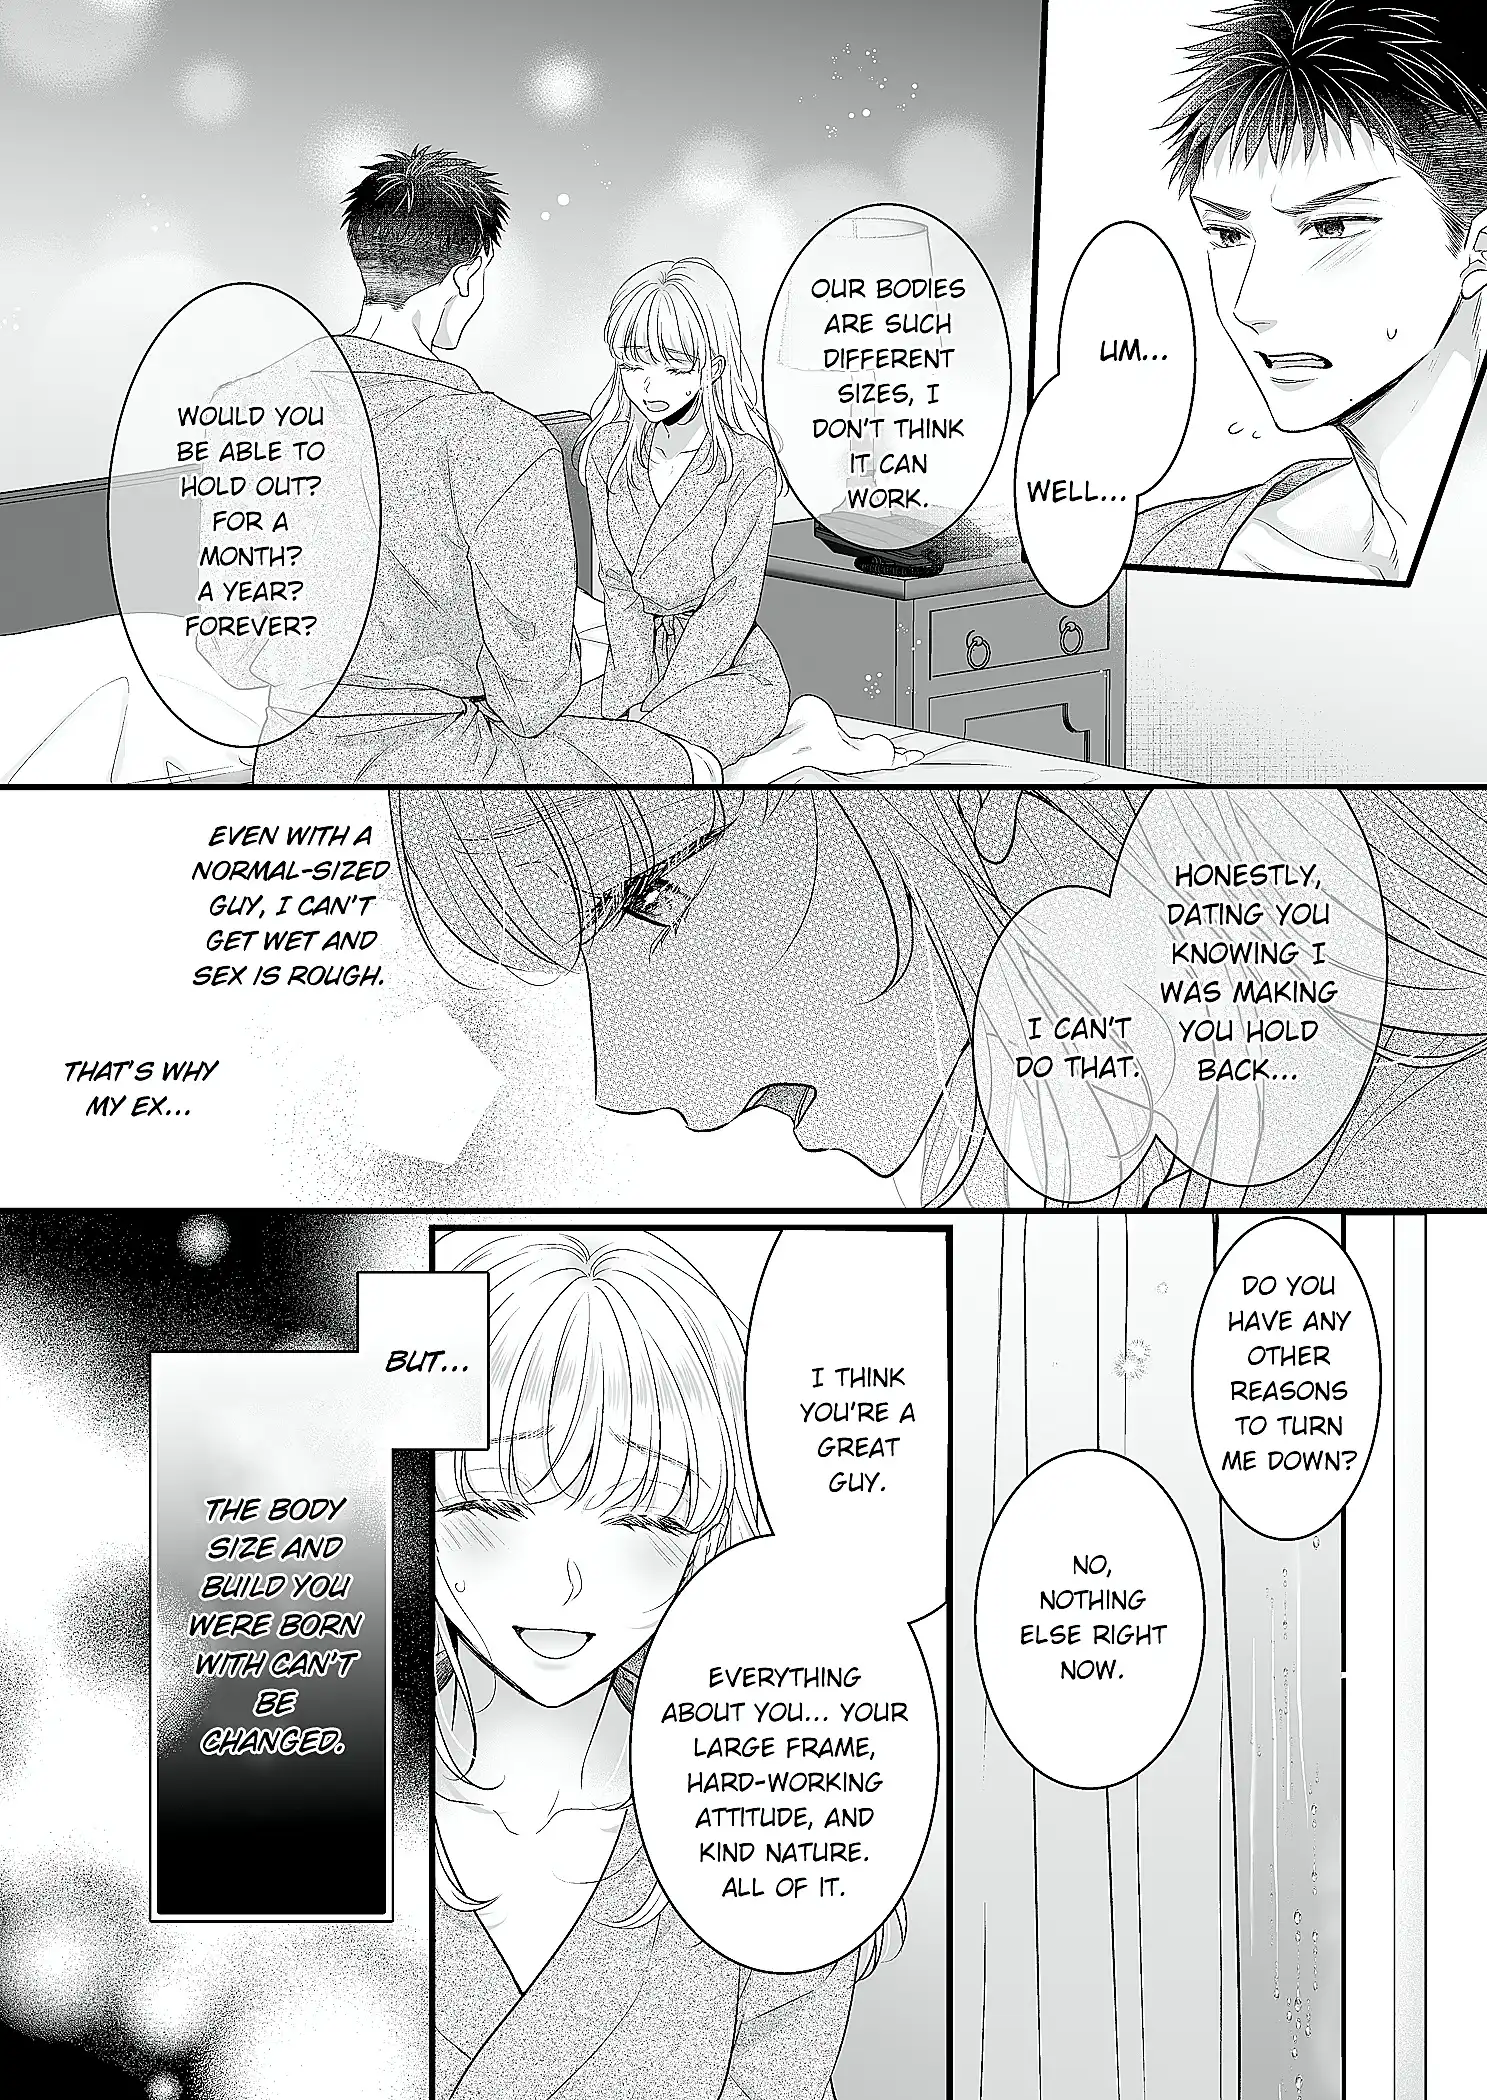 UM...
WELL...
OUR BODIES
ARE SUCH
DIFFERENT
SIZES, I
DON'T THINK
IT CAN
WORK.
WOULD YOU
BE ABLE TO
HOLD OUT?
FOR A
MONTH?
A YEAR?
FOREVER?
HONESTLY,
DATING YOU
KNOWING I
WAS MAKING
YOU HOLD
BACK...
I CAN'T
DO THAT.
EVEN WITH A
NORMAL-SIZED
GUY, I CAN'T
GET WET AND
SEX IS ROUGH.
THAT'S WHY
MY EX...
DO YOU
HAVE ANY
OTHER
REASONS
TO TURN
ME DOWN?
NO,
NOTHING
ELSE RIGHT
NOW.
I THINK
YOU'RE A
GREAT
GUY.
EVERYTHING
ABOUT YOU... YOUR
LARGE FRAME,
HARD-WORKING
ATTITUDE, AND
KIND NATURE.
ALL OF IT.
BUT...
THE BODY
SIZE AND
BUILD YOU
WERE BORN
WITH CAN'T
BE
CHANGED.